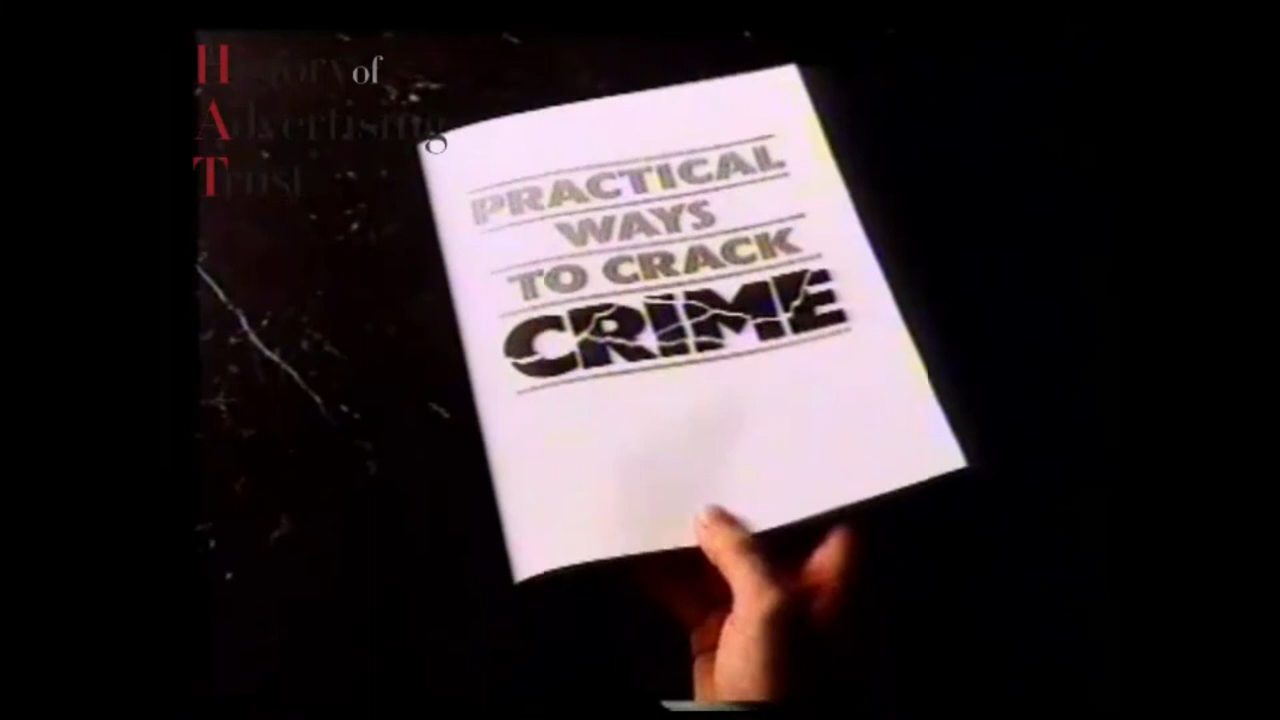 History of
Advertising
Trust
PRACTICAL
WAYS
TO CRACK
CRIME